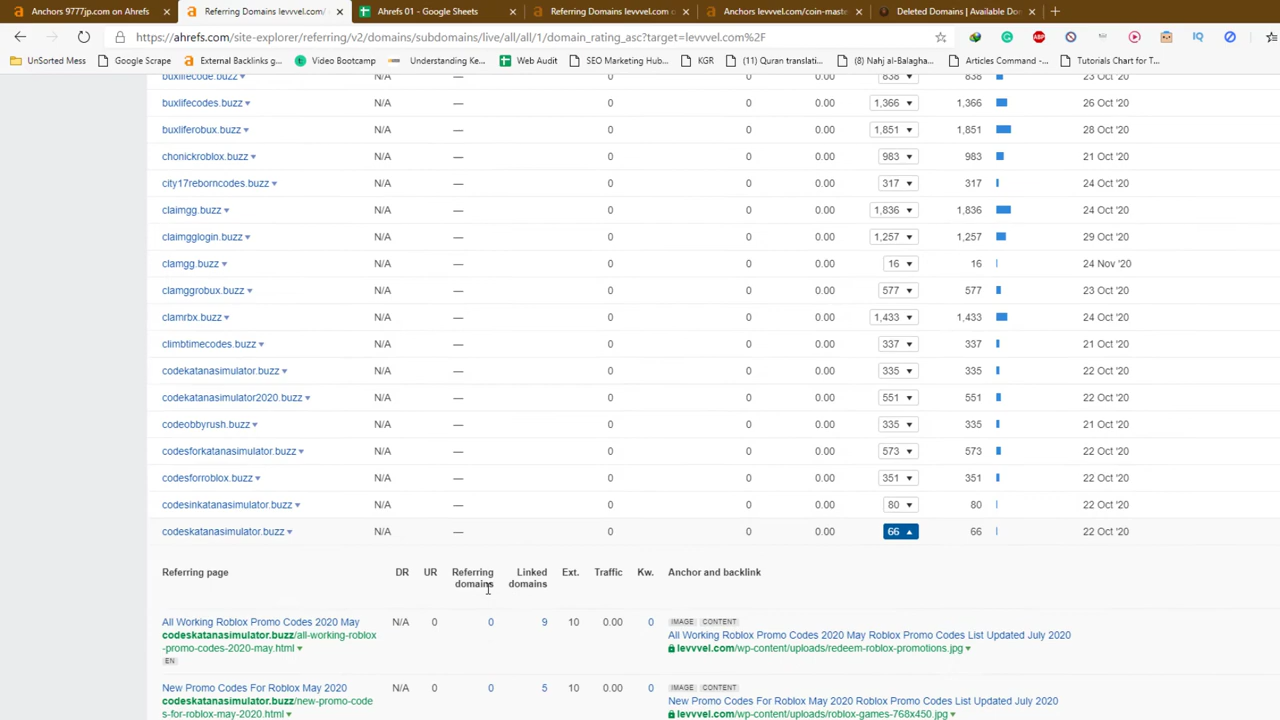 Anchors 9777jp.com on Ahrefs
Referring Domains levvvel.com/
Ahrefs 01 - Google Sheets
Referring Domains levvvel.com o
Anchors levvvel.com/coin-maste
Deleted Domains | Available Do
https://ahrefs.com/site-explorer/referring/v2/domains/subdomains/live/all/all/1/domain_rating_asc?target=levvvel.com%2F
UnSorted Mess
Google Scrape
External Backlinks g...
Video Bootcamp
Understanding Ke...
Web Audit
SEO Marketing Hub...
KGR
(11) Quran translati...
(8) Nahj al-Balagha...
Articles Command -...
Tutorials Chart for T...
buxlifecode.buzz N/A — 0 0 0.00 838 838 23 Oct '20
buxlifecodes.buzz N/A — 0 0 0.00 1,366 1,366 26 Oct '20
buxliferobux.buzz N/A — 0 0 0.00 1,851 1,851 28 Oct '20
chonickroblox.buzz N/A — 0 0 0.00 983 983 21 Oct '20
city17reborncodes.buzz N/A — 0 0 0.00 317 317 24 Oct '20
claimgg.buzz N/A — 0 0 0.00 1,836 1,836 24 Oct '20
claimgglogin.buzz N/A — 0 0 0.00 1,257 1,257 29 Oct '20
clamgg.buzz N/A — 0 0 0.00 16 16 24 Nov '20
clamggrobux.buzz N/A — 0 0 0.00 577 577 23 Oct '20
clamrbx.buzz N/A — 0 0 0.00 1,433 1,433 24 Oct '20
climbtimecodes.buzz N/A — 0 0 0.00 337 337 21 Oct '20
codekatanasimulator.buzz N/A — 0 0 0.00 335 335 22 Oct '20
codekatanasimulator2020.buzz N/A — 0 0 0.00 551 551 22 Oct '20
codeobbyrush.buzz N/A — 0 0 0.00 335 335 21 Oct '20
codesforkatanasimulator.buzz N/A — 0 0 0.00 573 573 22 Oct '20
codesforroblox.buzz N/A — 0 0 0.00 351 351 22 Oct '20
codesinkatanasimulator.buzz N/A — 0 0 0.00 80 80 22 Oct '20
codeskatanasimulator.buzz N/A — 0 0 0.00 66 66 22 Oct '20
Referring page DR UR Referring domains Linked domains Ext. Traffic Kw. Anchor and backlink
All Working Roblox Promo Codes 2020 May N/A 0 0 9 10 0.00 0 IMAGE CONTENT
codeskatanasimulator.buzz/all-working-roblox All Working Roblox Promo Codes 2020 May Roblox Promo Codes List Updated July 2020
-promo-codes-2020-may.html levvvel.com/wp-content/uploads/redeem-roblox-promotions.jpg
EN
New Promo Codes For Roblox May 2020 N/A 0 0 5 10 0.00 0 IMAGE CONTENT
codeskatanasimulator.buzz/new-promo-code New Promo Codes For Roblox May 2020 Roblox Promo Codes List Updated July 2020
s-for-roblox-may-2020.html levvvel.com/wp-content/uploads/roblox-games-768x450.jpg